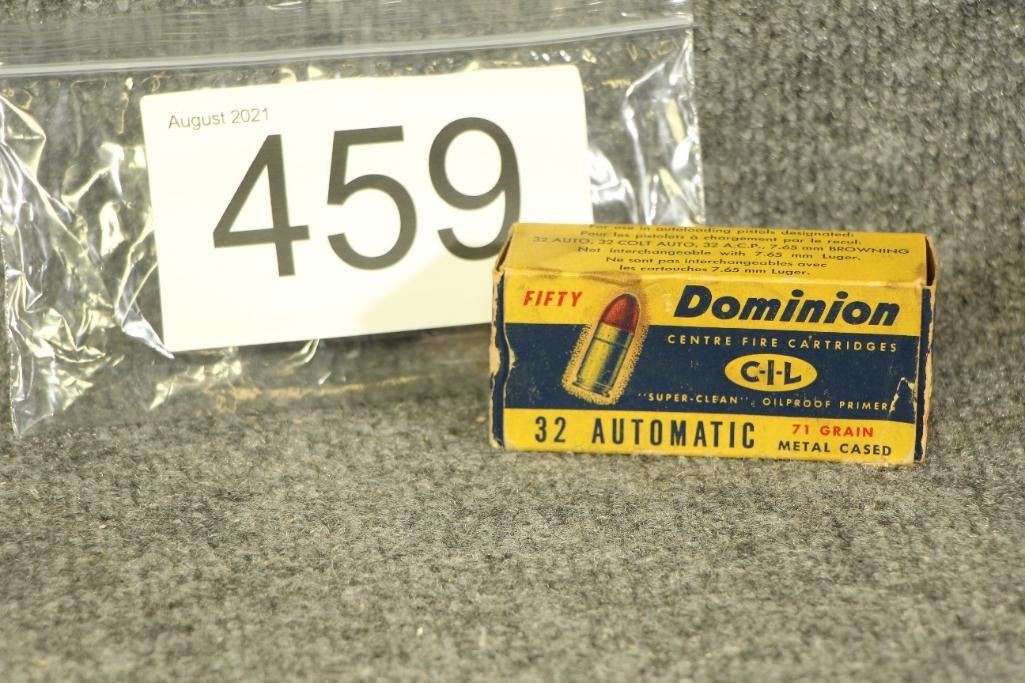 August 2021
459
For use in autoloading pistols designated:
Pour les pistolets à chargement par le recul:
32 AUTO, 32 COLT AUTO, 32 A.C.P., 7.65 mm BROWNING
Not interchangeable with 7.65 mm Luger.
Ne sont pas interchangeables avec
les cartouches 7.65 mm Luger.
FIFTY
Dominion
CENTRE FIRE CARTRIDGES
C-I-L
"SUPER-CLEAN" OILPROOF PRIMERS
32 AUTOMATIC
71 GRAIN
METAL CASED